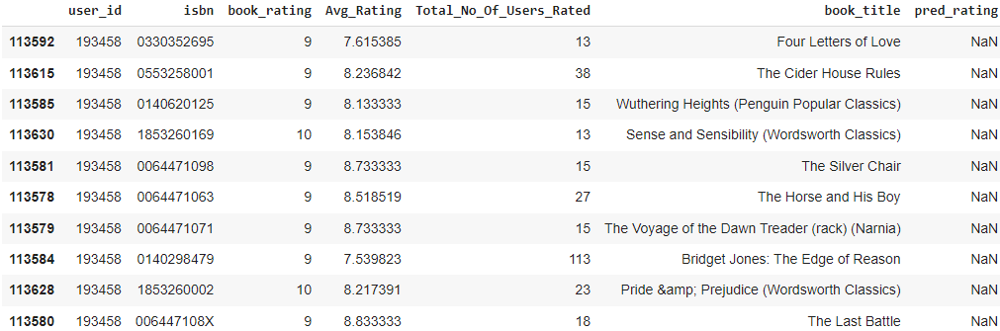 user_id isbn book_rating Avg_Rating Total_No_Of_Users_Rated book_title pred_rating
113592 193458 0330352695 9 7.615385 13 Four Letters of Love NaN
113615 193458 0553258001 9 8.236842 38 The Cider House Rules NaN
113585 193458 0140620125 9 8.133333 15 Wuthering Heights (Penguin Popular Classics) NaN
113630 193458 1853260169 10 8.153846 13 Sense and Sensibility (Wordsworth Classics) NaN
113581 193458 0064471098 9 8.733333 15 The Silver Chair NaN
113578 193458 0064471063 9 8.518519 27 The Horse and His Boy NaN
113579 193458 0064471071 9 8.733333 15 The Voyage of the Dawn Treader (rack) (Narnia) NaN
113584 193458 0140298479 9 7.539823 113 Bridget Jones: The Edge of Reason NaN
113628 193458 1853260002 10 8.217391 23 Pride &amp; Prejudice (Wordsworth Classics) NaN
113580 193458 006447108X 9 8.833333 18 The Last Battle NaN